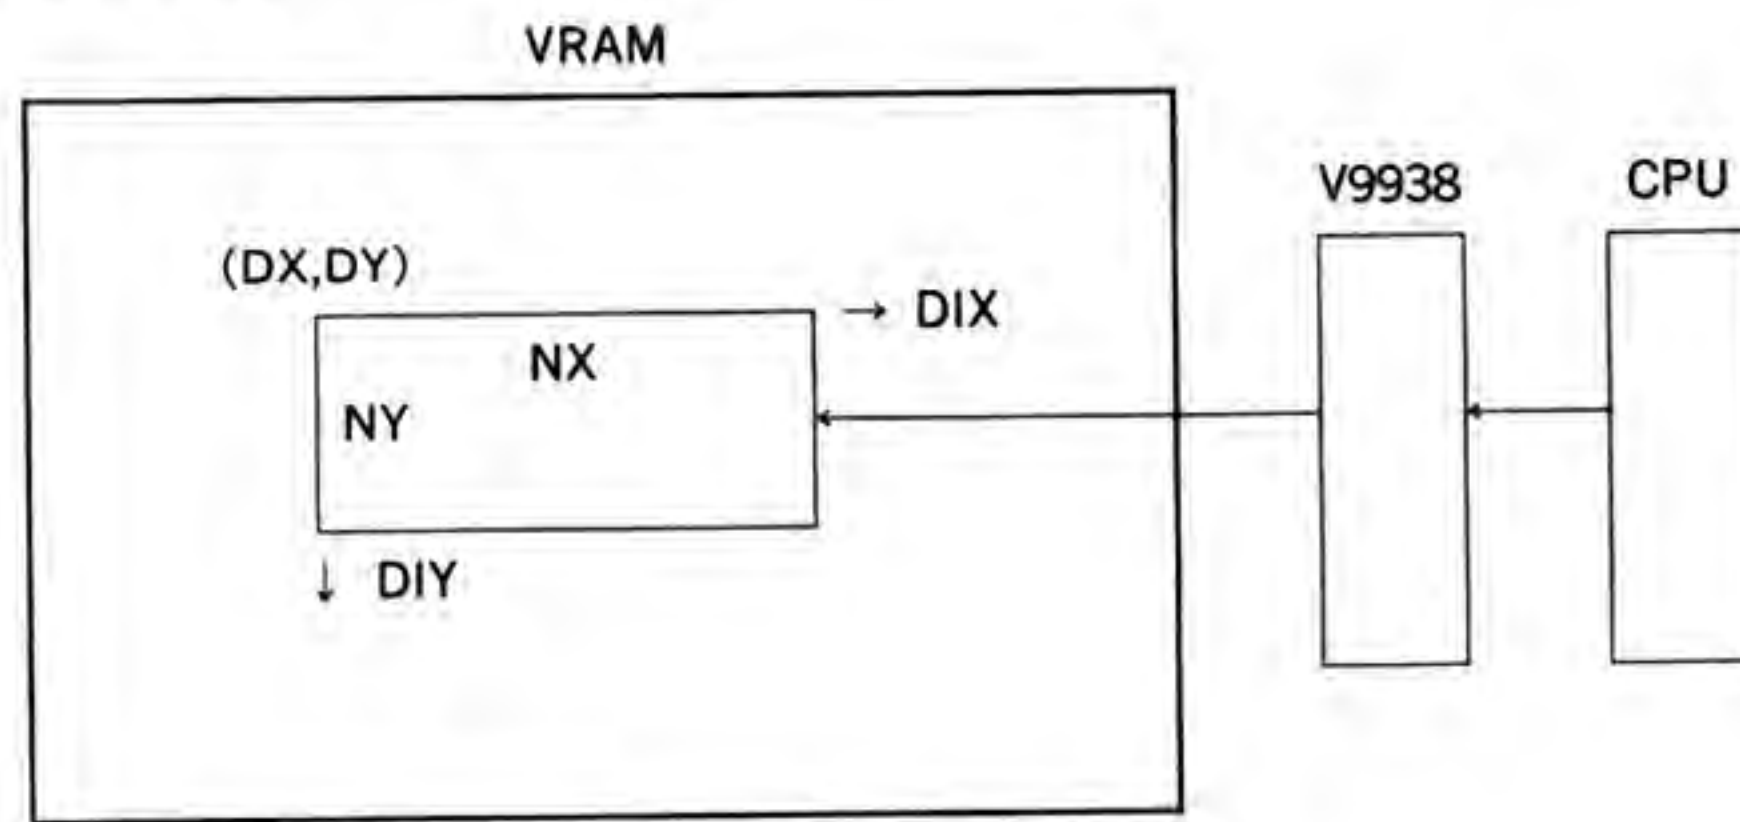 VRAM
V9938
CPU
(DX,DY)
→ DIX
NX
NY
↓ DIY